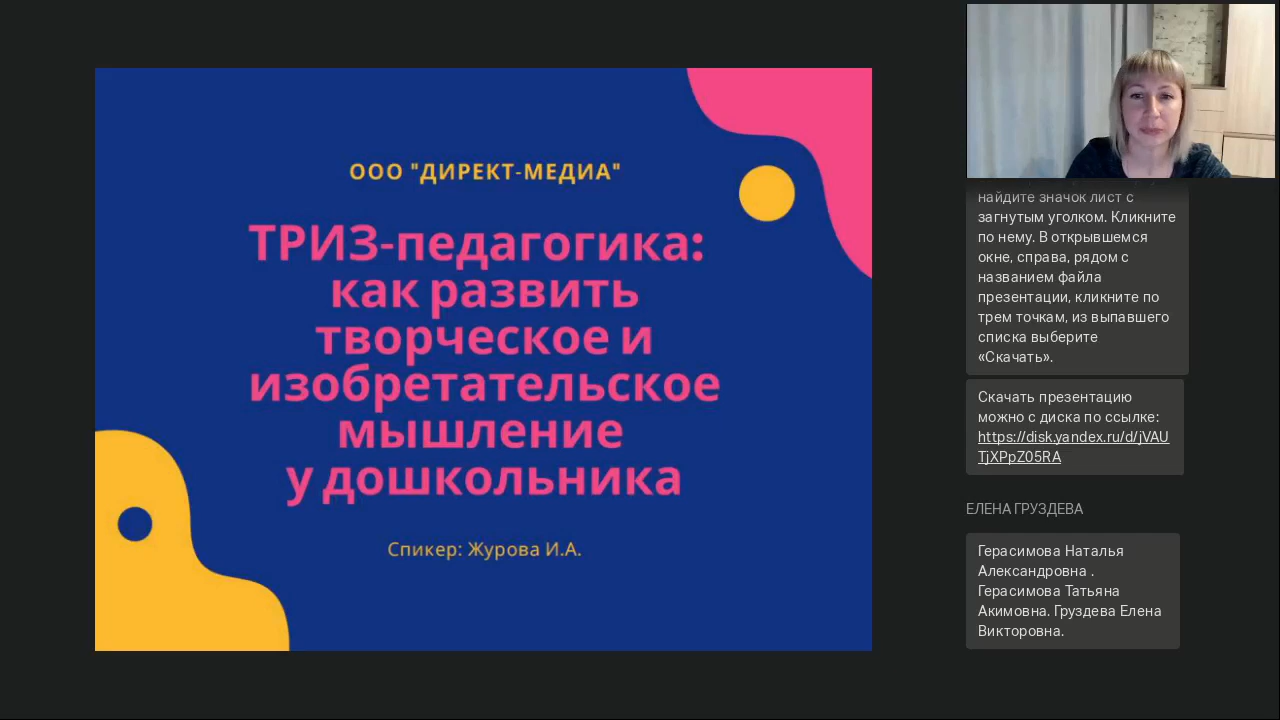 ООО "ДИРЕКТ-МЕДИА"
ТРИЗ-педагогика:
как развить
творческое и
изобретательское
мышление
у дошкольника
Спикер: Журова И.А.
найдите значок лист с
загнутым уголком. Кликните
по нему. В открывшемся
окне, справа, рядом с
названием файла
презентации, кликните по
трем точкам, из выпавшего
списка выберите
«Скачать».
Скачать презентацию
можно с диска по ссылке:
https://disk.yandex.ru/d/jVAU
TjXPpZ05RA
ЕЛЕНА ГРУЗДЕВА
Герасимова Наталья
Александровна .
Герасимова Татьяна
Акимовна. Груздева Елена
Викторовна.